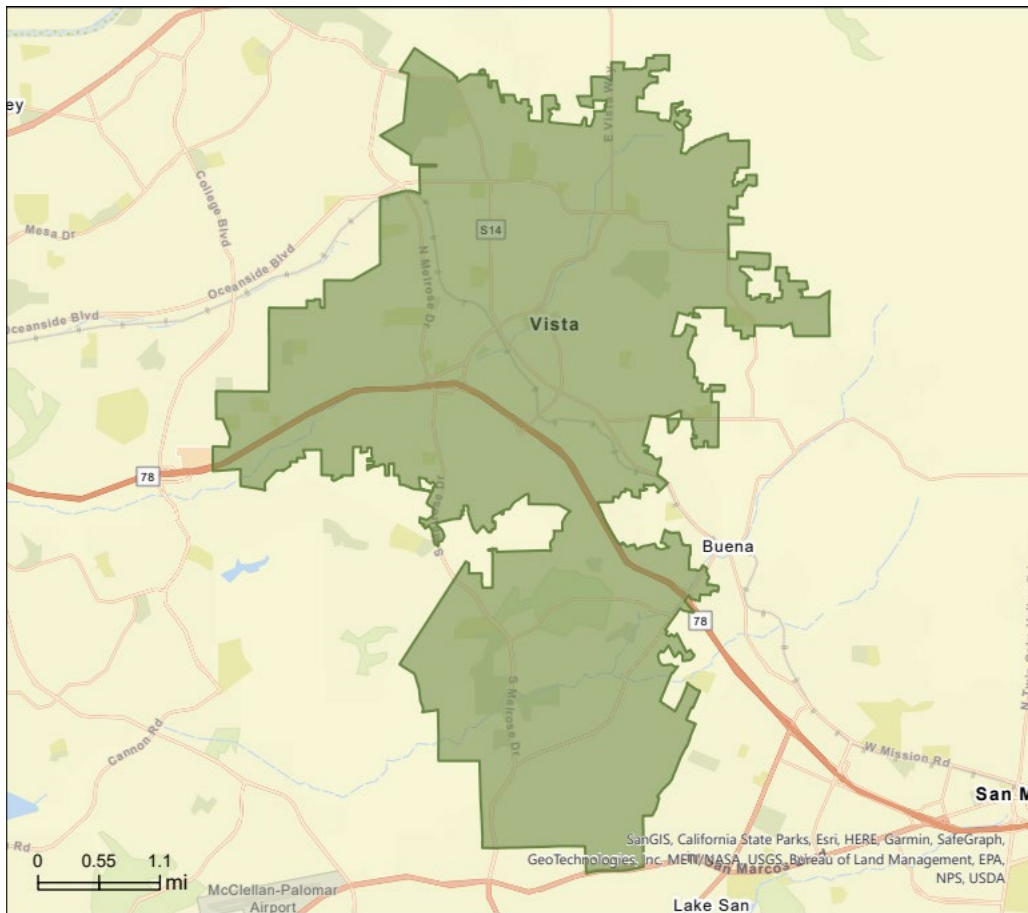 ey
E Vista Way
College Blvd
Mesa Dr
S14
N Melrose Dr
Oceanside Blvd
Oceanside Blvd
Vista
78
S Melrose Dr
Buena
78
S Melrose Dr
Cannon Rd
W Mission Rd
San M
SanGIS, California State Parks, Esri, HERE, Garmin, SafeGraph,
GeoTechnologies, Inc, METI/NASA, USGS, Bureau of Land Management, EPA,
NPS, USDA
0 0.55 1.1
mi
McClellan-Palomar
Airport
Lake San